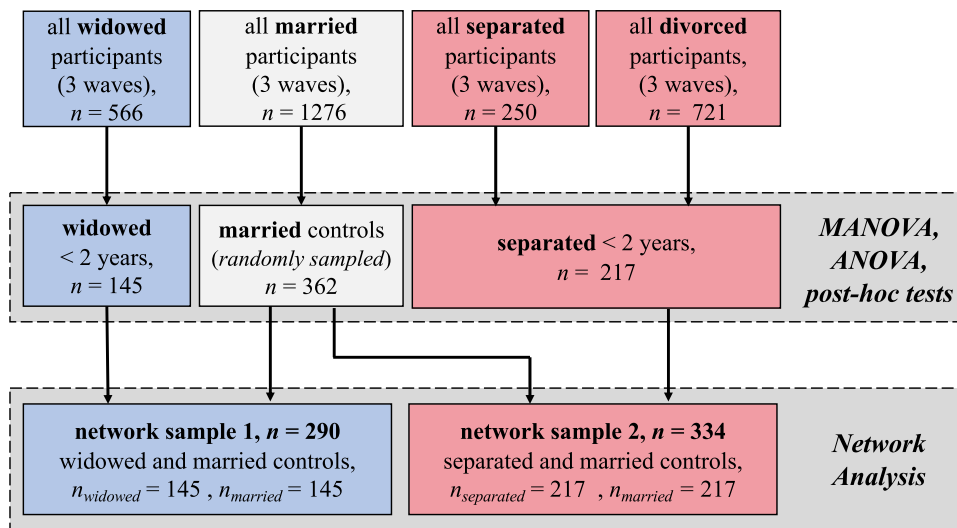 all widowed
participants
(3 waves),
n = 566
all married
participants
(3 waves),
n = 1276
all separated
participants
(3 waves),
n = 250
all divorced
participants,
(3 waves),
n = 721
widowed
< 2 years,
n = 145
married controls
(randomly sampled)
n = 362
separated < 2 years,
n = 217
MANOVA,
ANOVA,
post-hoc tests
network sample 1, n = 290
widowed and married controls,
nwidowed = 145 , nmarried = 145
network sample 2, n = 334
separated and married controls,
nseparated = 217 , nmarried = 217
Network
Analysis